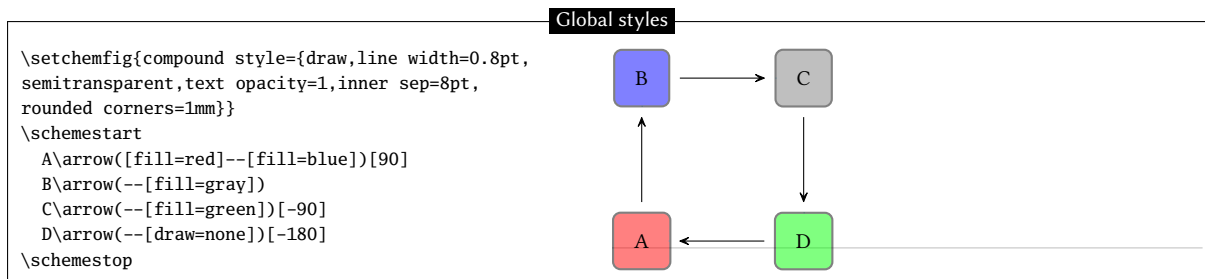 Global styles
\setchemfig{compound style={draw,line width=0.8pt,
semitransparent,text opacity=1,inner sep=8pt,
rounded corners=1mm}}
\schemestart
  A\arrow([fill=red]--[fill=blue])[90]
  B\arrow(--[fill=gray])
  C\arrow(--[fill=green])[-90]
  D\arrow(--[draw=none])[-180]
\schemestop
B C
A D